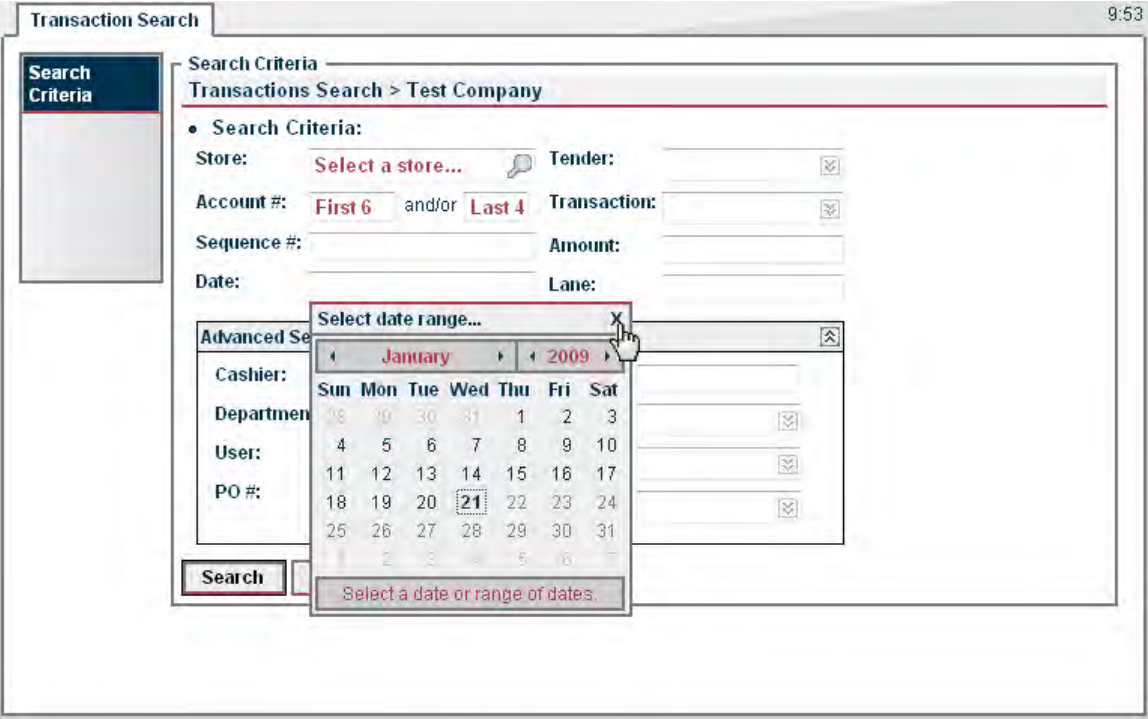 Transaction Search
9:53
Search
Criteria
Search Criteria
Transactions Search > Test Company
• Search Criteria:
Store: Select a store... Tender:
Account #: First 6 and/or Last 4 Transaction:
Sequence #: Amount:
Date: Lane:
Select date range... X
Advanced Se
January 2009
Cashier:
Sun Mon Tue Wed Thu Fri Sat
Departmen
28 29 30 31 1 2 3
User:
4 5 6 7 8 9 10
11 12 13 14 15 16 17
PO #:
18 19 20 21 22 23 24
25 26 27 28 29 30 31
1 2 3 4 5 6 7
Search
Select a date or range of dates.